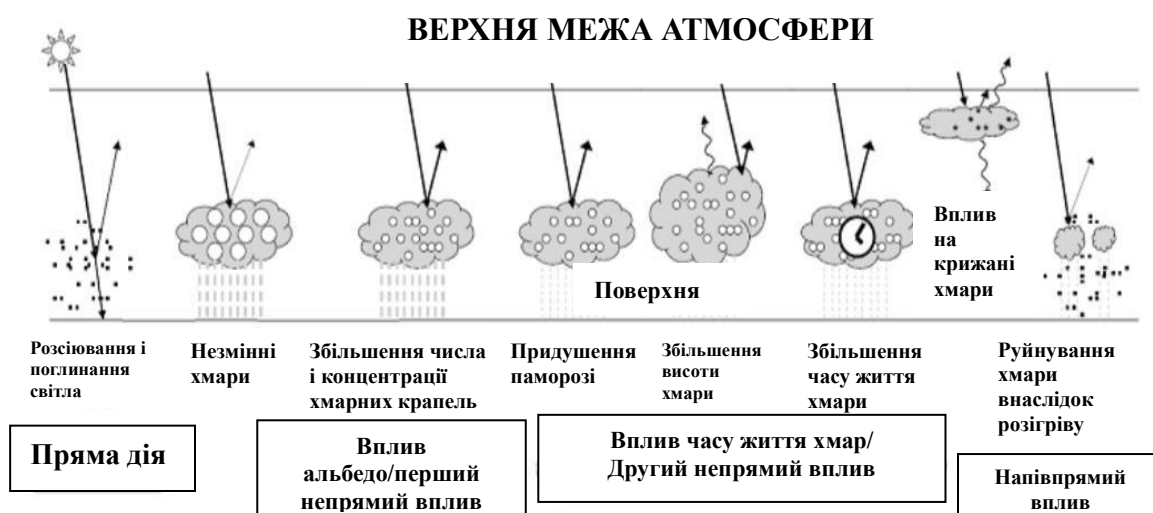 ВЕРХНЯ МЕЖА АТМОСФЕРИ
Вплив
на
крижані
хмари
Поверхня
Розсіювання і
поглинання
світла
Незмінні
хмари
Збільшення числа
і концентрації
хмарних крапель
Придушення
паморозі
Збільшення
висоти
хмари
Збільшення
часу життя
хмари
Руйнування
хмари
внаслідок
розігріву
Пряма дія
Вплив
альбедо/перший
непрямий вплив
Вплив часу життя хмар/
Другий непрямий вплив
Напівпрямий
вплив